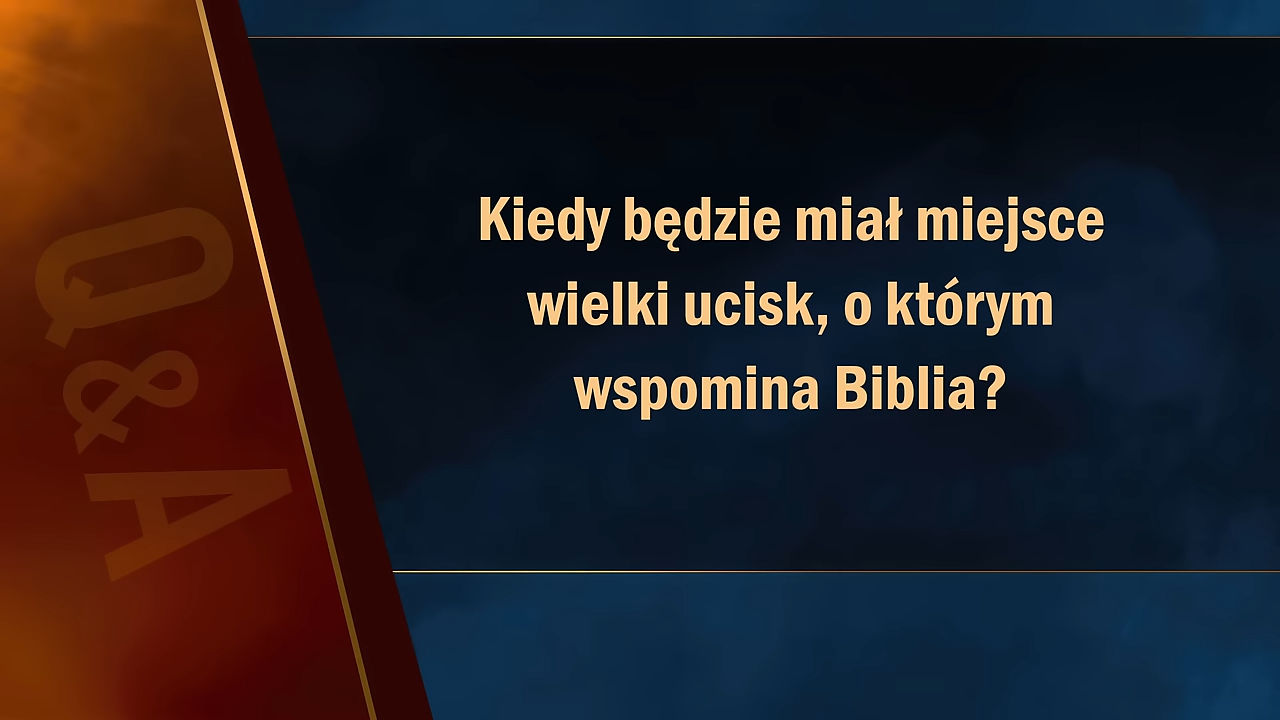 Q&A
Kiedy będzie miał miejsce
wielki ucisk, o którym
wspomina Biblia?